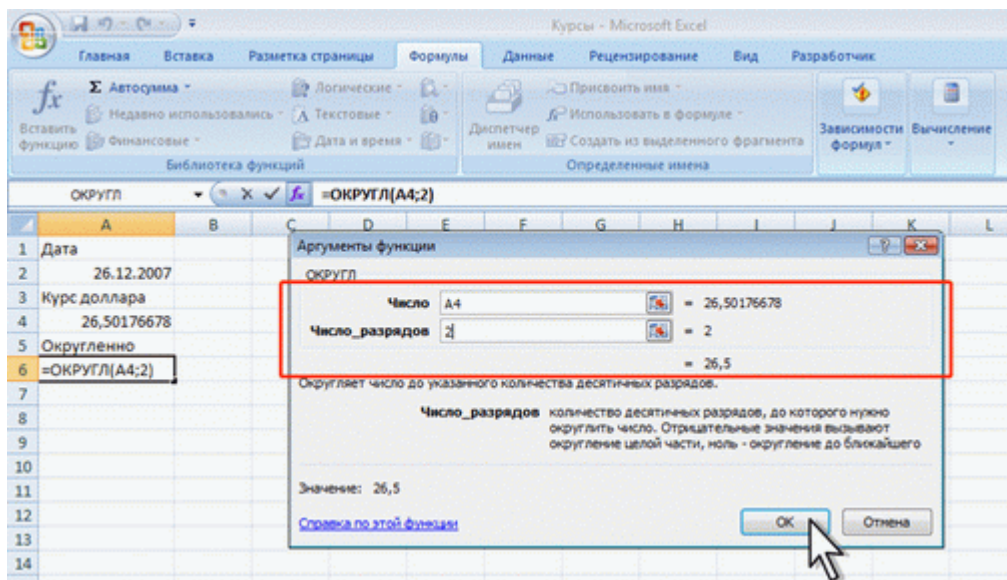 Курсы - Microsoft Excel
Главная Вставка Разметка страницы Формулы Данные Рецензирование Вид Разработчик
fx Вставить функцию
Σ Автосумма
Недавно использовались
Финансовые
Логические
Текстовые
Дата и время
Библиотека функций
Диспетчер имен
Присвоить имя
Использовать в формуле
Создать из выделенного фрагмента
Определенные имена
Зависимости формул
Вычисление
ОКРУГЛ fx =ОКРУГЛ(A4;2)
A B C D E F G H I J K L
1 Дата
2 26.12.2007
3 Курс доллара
4 26,50176678
5 Округленно
6 =ОКРУГЛ(A4;2)
7
8
9
10
11
12
13
14
Аргументы функции
ОКРУГЛ
Число A4 = 26,50176678
Число_разрядов 2 = 2
= 26,5
Округляет число до указанного количества десятичных разрядов.
Число_разрядов количество десятичных разрядов, до которого нужно
округлить число. Отрицательные значения вызывают
округление целой части, ноль - округление до ближайшего
Значение: 26,5
Справка по этой функции
OK Отмена